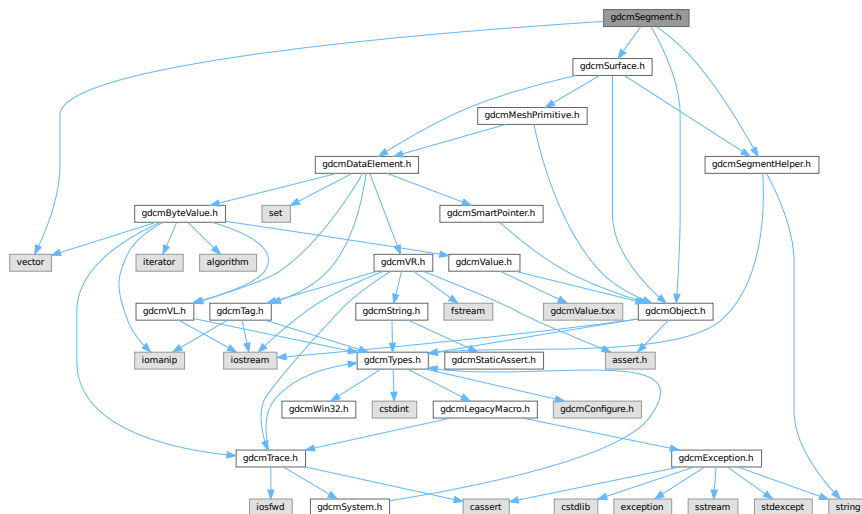 gdcmSegment.h
gdcmSurface.h
gdcmMeshPrimitive.h
gdcmDataElement.h
gdcmSegmentHelper.h
gdcmByteValue.h
set
gdcmSmartPointer.h
vector
iterator
algorithm
gdcmVR.h
gdcmValue.h
gdcmVL.h
gdcmTag.h
gdcmString.h
fstream
gdcmValue.txx
gdcmObject.h
iomanip
iostream
gdcmTypes.h
gdcmStaticAssert.h
assert.h
gdcmWin32.h
cstdint
gdcmLegacyMacro.h
gdcmConfigure.h
gdcmTrace.h
gdcmException.h
iosfwd
gdcmSystem.h
cassert
cstdlib
exception
sstream
stdexcept
string